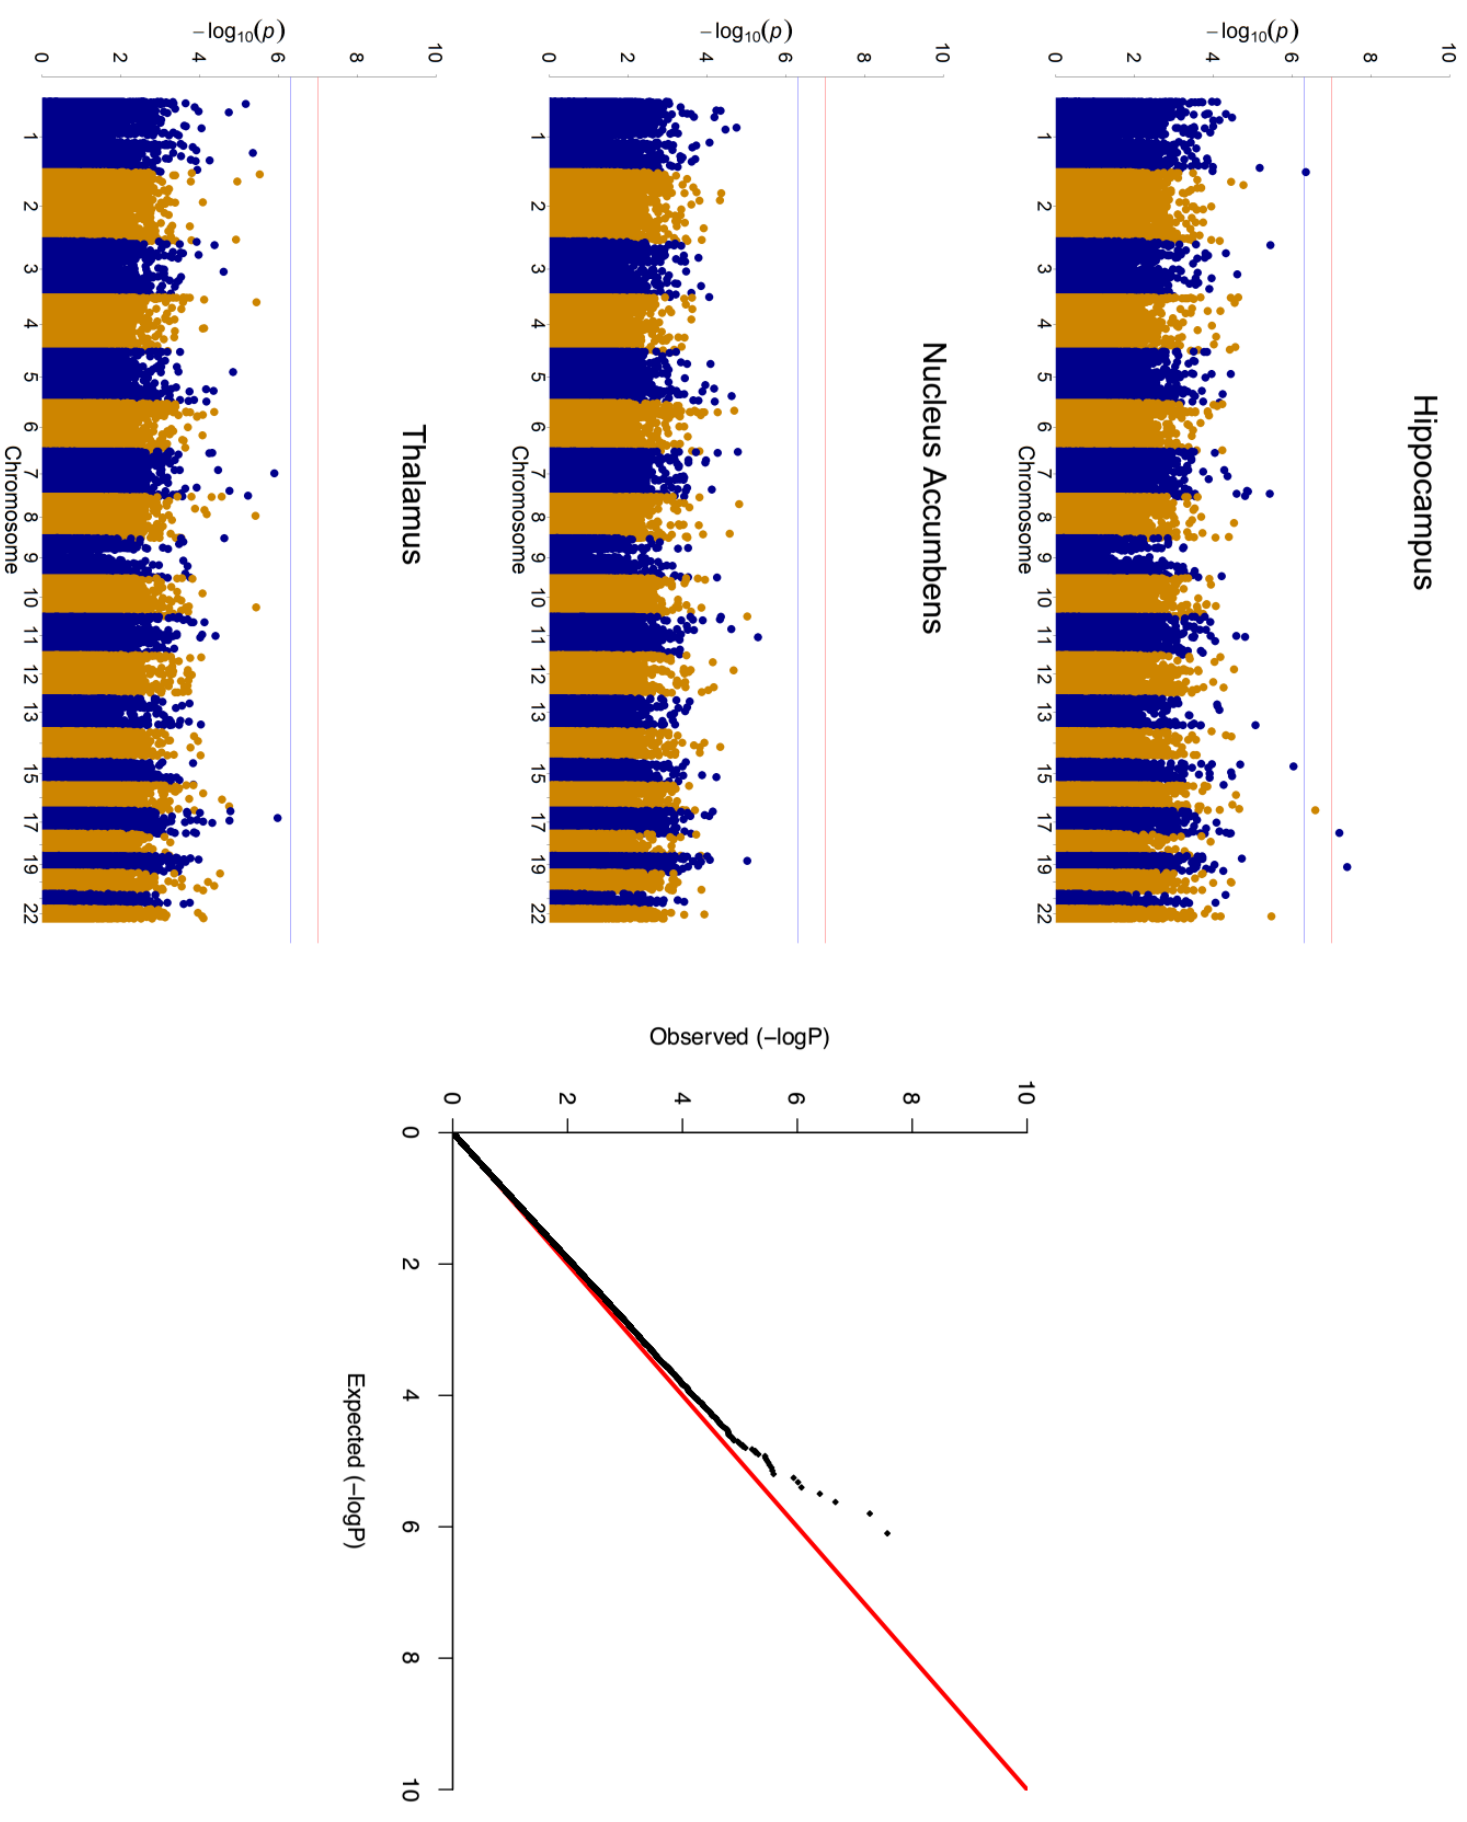 Hippocampus
−log10(p)
0 2 4 6 8 10
1 2 3 4 5 6 7 8 9 10 11 12 13 15 17 19 22
Chromosome
Nucleus Accumbens
−log10(p)
0 2 4 6 8 10
1 2 3 4 5 6 7 8 9 10 11 12 13 15 17 19 22
Chromosome
Thalamus
−log10(p)
0 2 4 6 8 10
1 2 3 4 5 6 7 8 9 10 11 12 13 15 17 19 22
Chromosome
Observed (−logP)
0 2 4 6 8 10
0 2 4 6 8 10
Expected (−logP)